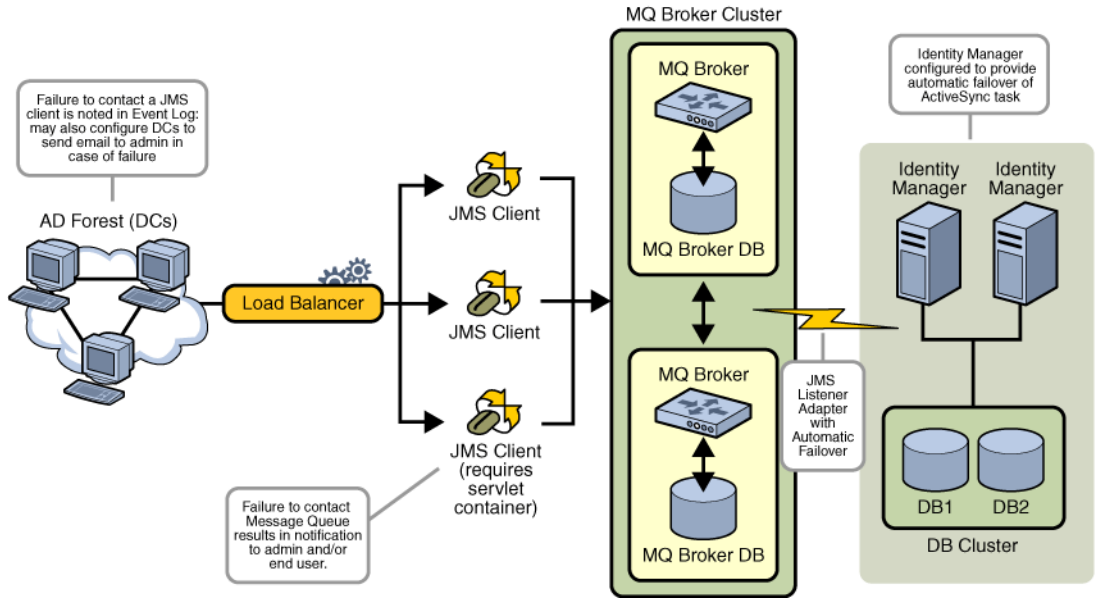 MQ Broker Cluster
Failure to contact a JMS
client is noted in Event Log:
may also configure DCs to
send email to admin in
case of failure
AD Forest (DCs)
Load Balancer
JMS Client
JMS Client
JMS Client
(requires
servlet
container)
Failure to contact
Message Queue
results in notification
to admin and/or
end user.
MQ Broker
MQ Broker DB
MQ Broker
MQ Broker DB
JMS
Listener
Adapter
with
Automatic
Failover
Identity Manager
configured to provide
automatic failover of
ActiveSync task
Identity
Manager
Identity
Manager
DB1
DB2
DB Cluster